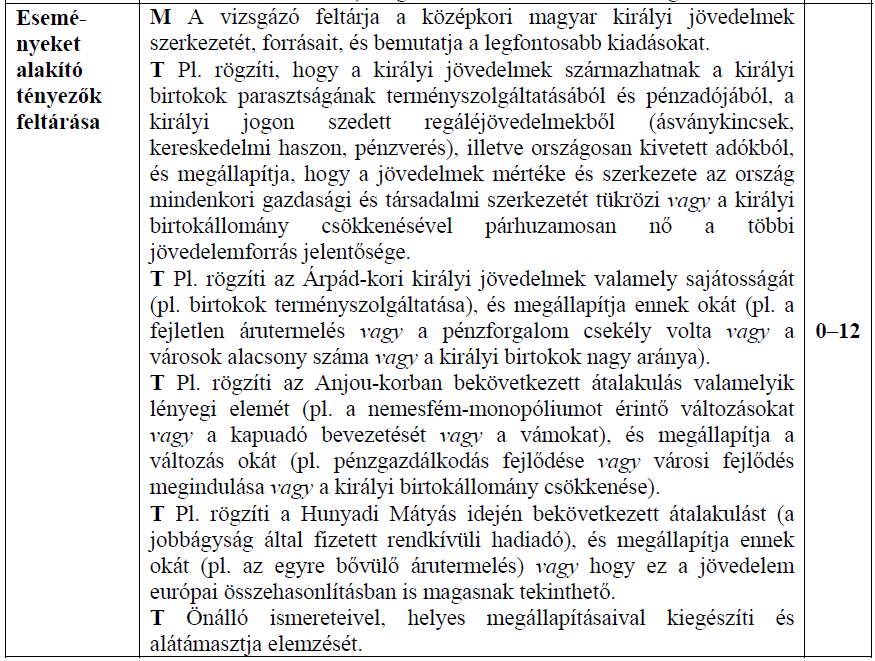 Esemé-
nyeket
alakító
tényezők
feltárása
M A vizsgázó feltárja a középkori magyar királyi jövedelmek
szerkezetét, forrásait, és bemutatja a legfontosabb kiadásokat.
T Pl. rögzíti, hogy a királyi jövedelmek származhatnak a királyi
birtokok parasztságának terményszolgáltatásából és pénzadójából, a
királyi jogon szedett regáléjövedelmekből (ásványkincsek,
kereskedelmi haszon, pénzverés), illetve országosan kivetett adókból,
és megállapítja, hogy a jövedelmek mértéke és szerkezete az ország
mindenkori gazdasági és társadalmi szerkezetét tükrözi vagy a királyi
birtokállomány csökkenésével párhuzamosan nő a többi
jövedelemforrás jelentősége.
T Pl. rögzíti az Árpád-kori királyi jövedelmek valamely sajátosságát
(pl. birtokok terményszolgáltatása), és megállapítja ennek okát (pl. a
fejletlen árutermelés vagy a pénzforgalom csekély volta vagy a
városok alacsony száma vagy a királyi birtokok nagy aránya).
T Pl. rögzíti az Anjou-korban bekövetkezett átalakulás valamelyik
lényegi elemét (pl. a nemesfém-monopóliumot érintő változásokat
vagy a kapuadó bevezetését vagy a vámokat), és megállapítja a
változás okát (pl. pénzgazdálkodás fejlődése vagy városi fejlődés
megindulása vagy a királyi birtokállomány csökkenése).
T Pl. rögzíti a Hunyadi Mátyás idején bekövetkezett átalakulást (a
jobbágyság által fizetett rendkívüli hadiadó), és megállapítja ennek
okát (pl. az egyre bővülő árutermelés) vagy hogy ez a jövedelem
európai összehasonlításban is magasnak tekinthető.
T Önálló ismereteivel, helyes megállapításaival kiegészíti és
alátámasztja elemzését.
0–12